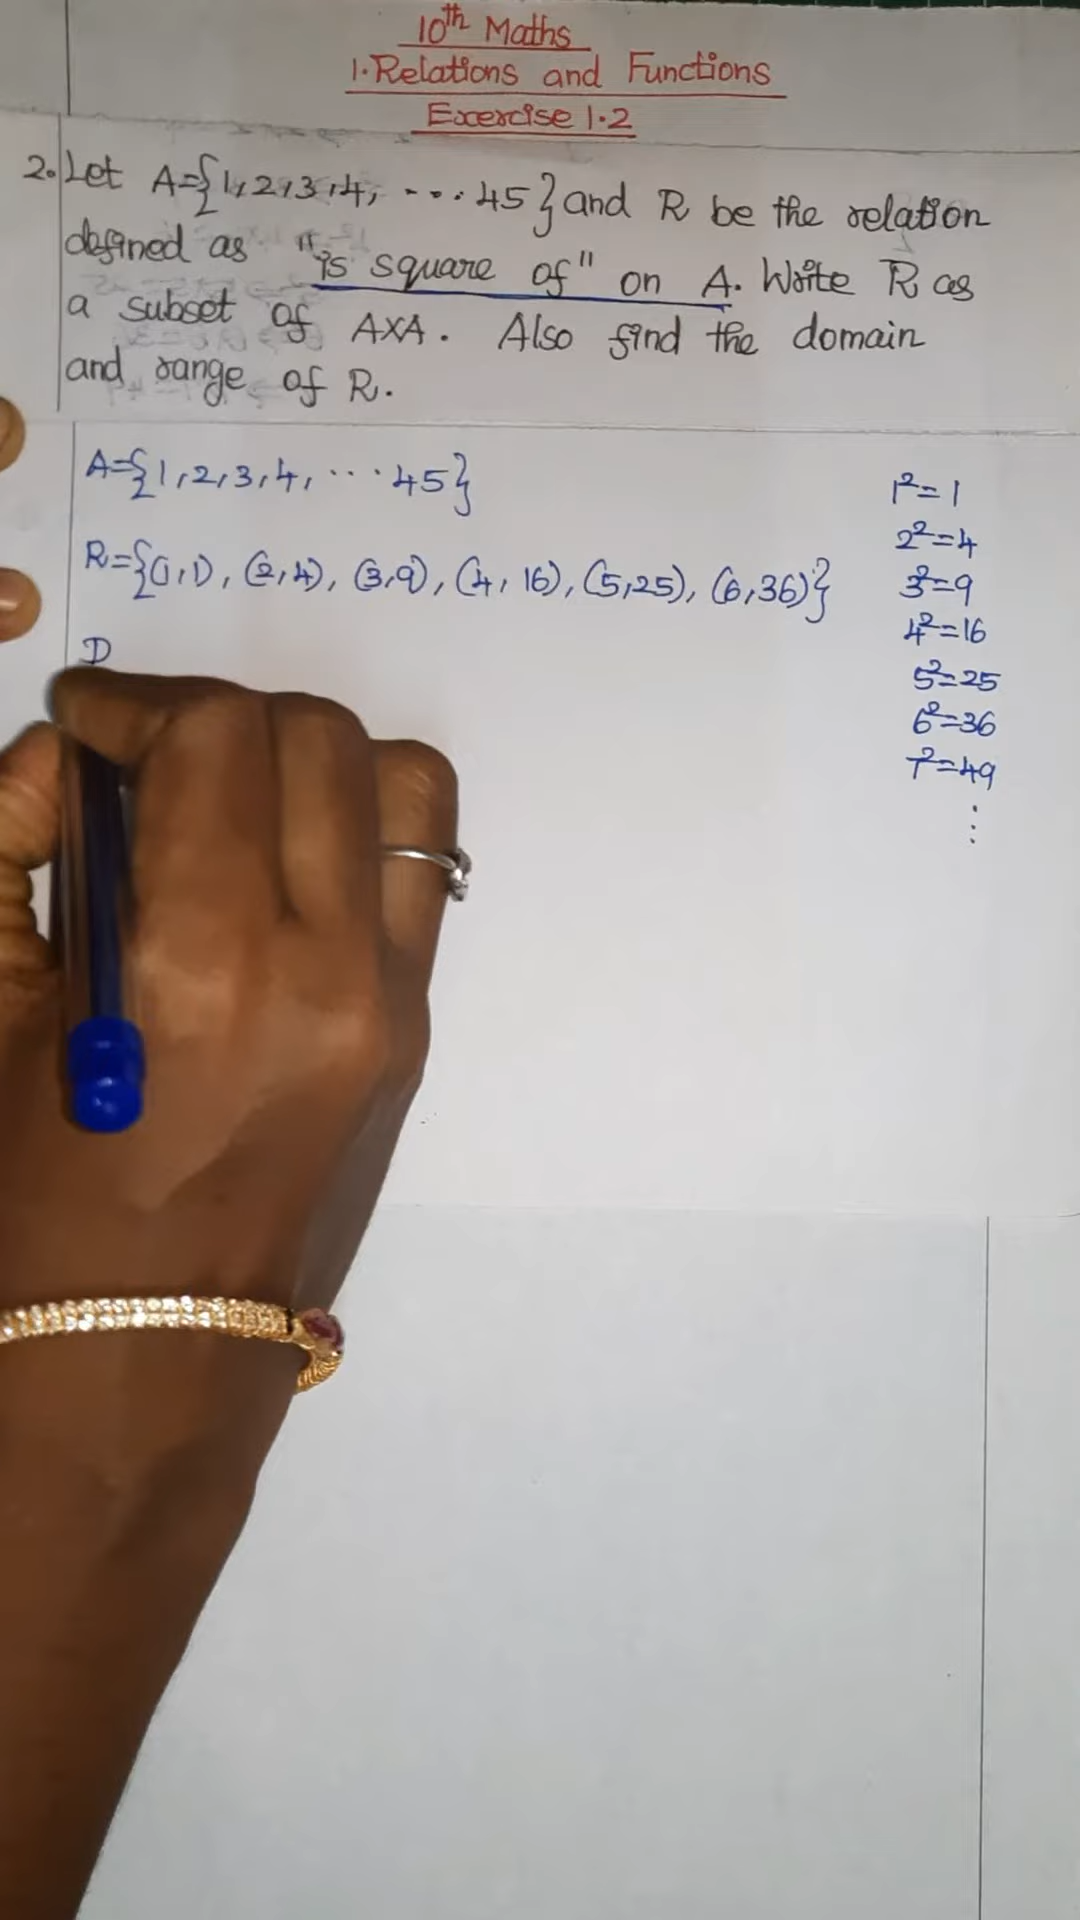 10th Maths
1. Relations and Functions
Exercise 1.2
2. Let A={1,2,3,4, .... 45} and R be the relation
defined as "is square of" on A. Write R as
a subset of AXA. Also find the domain
and range of R.
A={1,2,3,4, ... 45}
R={(1,1), (2,4), (3,9), (4,16), (5,25), (6,36)}
D
1²=1
2²=4
3²=9
4²=16
5²=25
6²=36
7²=49
⋮